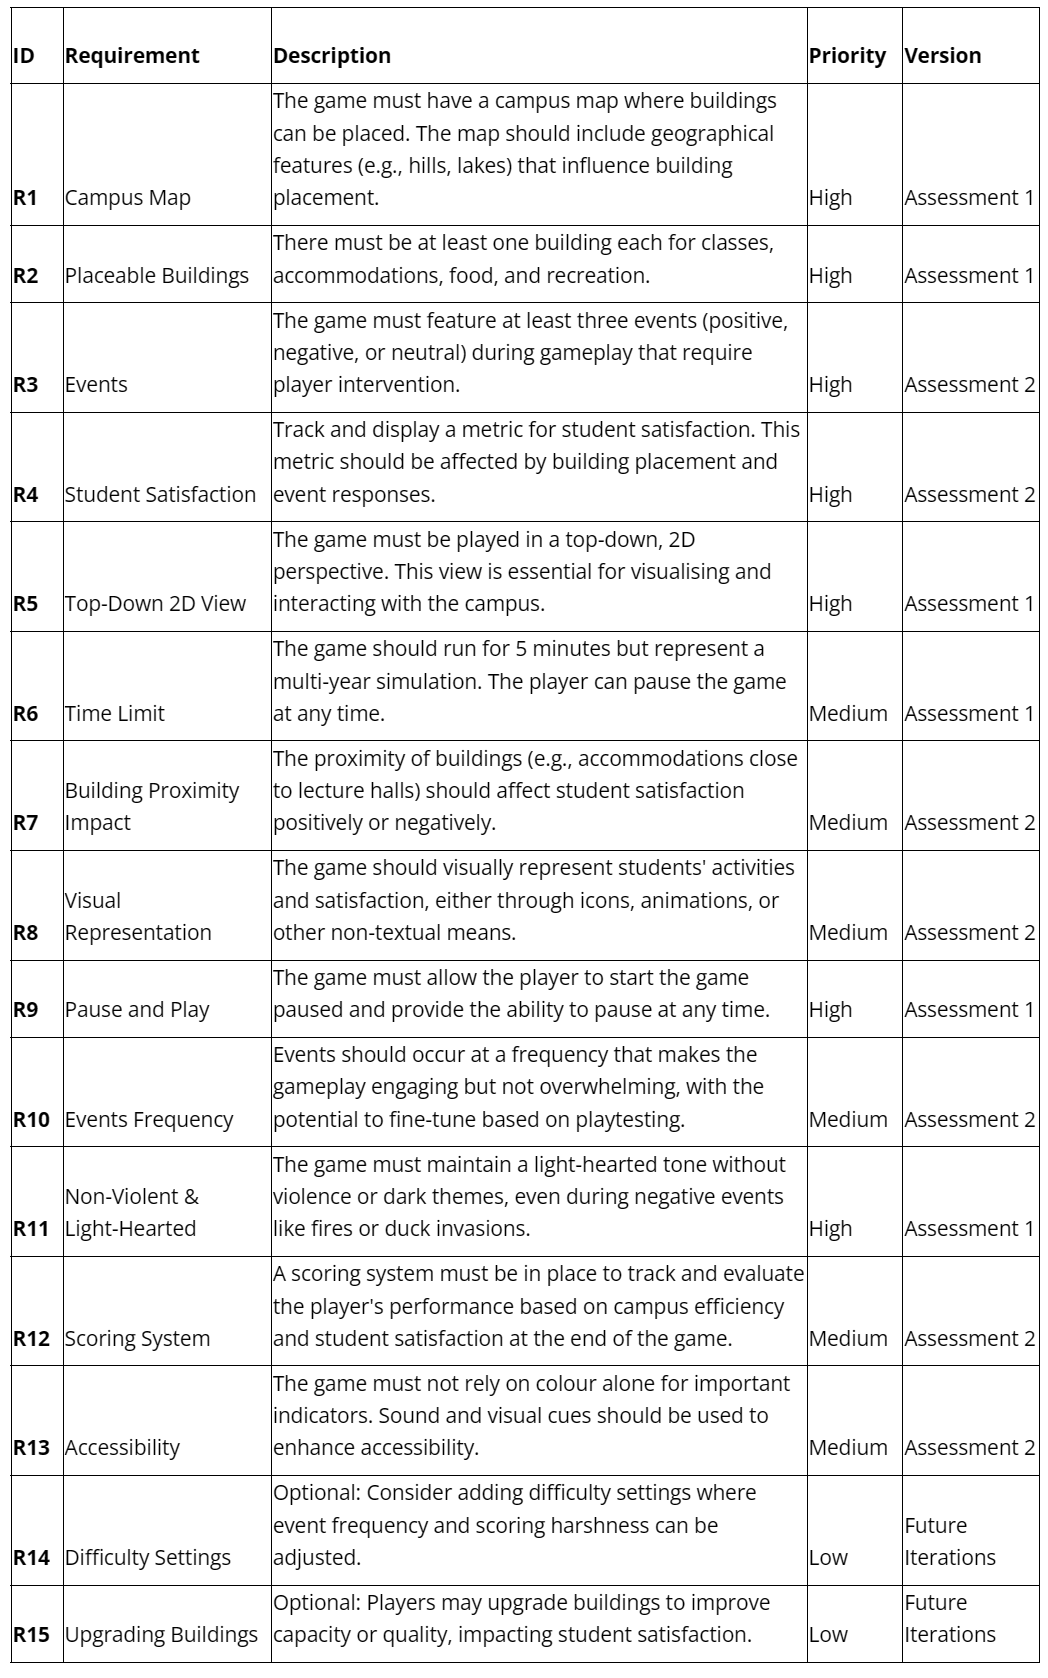 ID Requirement Description Priority Version
The game must have a campus map where buildings
can be placed. The map should include geographical
features (e.g., hills, lakes) that influence building
R1 Campus Map placement. High Assessment 1
There must be at least one building each for classes,
R2 Placeable Buildings accommodations, food, and recreation. High Assessment 1
The game must feature at least three events (positive,
negative, or neutral) during gameplay that require
R3 Events player intervention. High Assessment 2
Track and display a metric for student satisfaction. This
metric should be affected by building placement and
R4 Student Satisfaction event responses. High Assessment 2
The game must be played in a top-down, 2D
perspective. This view is essential for visualising and
R5 Top-Down 2D View interacting with the campus. High Assessment 1
The game should run for 5 minutes but represent a
multi-year simulation. The player can pause the game
R6 Time Limit at any time. Medium Assessment 1
The proximity of buildings (e.g., accommodations close
Building Proximity to lecture halls) should affect student satisfaction
R7 Impact positively or negatively. Medium Assessment 2
The game should visually represent students' activities
Visual and satisfaction, either through icons, animations, or
R8 Representation other non-textual means. Medium Assessment 2
The game must allow the player to start the game
R9 Pause and Play paused and provide the ability to pause at any time. High Assessment 1
Events should occur at a frequency that makes the
gameplay engaging but not overwhelming, with the
R10 Events Frequency potential to fine-tune based on playtesting. Medium Assessment 2
The game must maintain a light-hearted tone without
Non-Violent & violence or dark themes, even during negative events
R11 Light-Hearted like fires or duck invasions. High Assessment 1
A scoring system must be in place to track and evaluate
the player's performance based on campus efficiency
R12 Scoring System and student satisfaction at the end of the game. Medium Assessment 2
The game must not rely on colour alone for important
indicators. Sound and visual cues should be used to
R13 Accessibility enhance accessibility. Medium Assessment 2
Optional: Consider adding difficulty settings where
event frequency and scoring harshness can be Future
R14 Difficulty Settings adjusted. Low Iterations
Optional: Players may upgrade buildings to improve Future
R15 Upgrading Buildings capacity or quality, impacting student satisfaction. Low Iterations